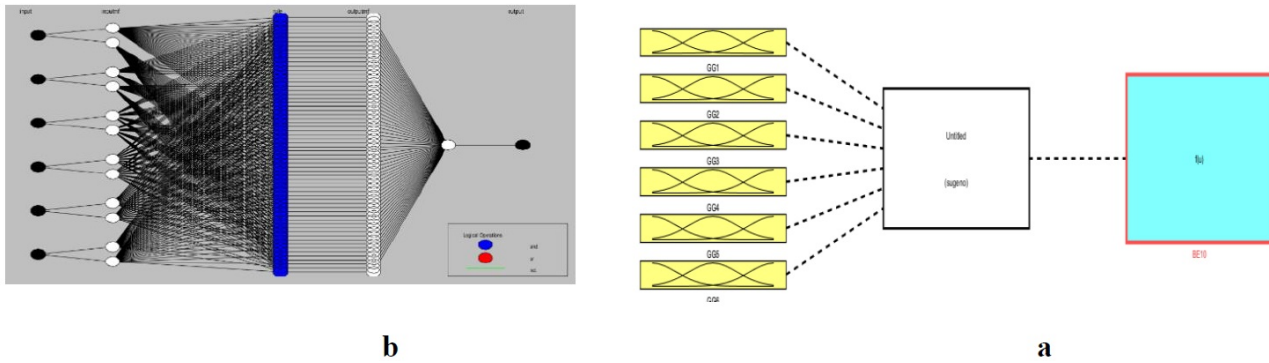 input
inputmf
rule
outputmf
output
Logical Operations
and
or
not
b
GG1
GG2
GG3
GG4
GG5
GG6
Untitled
(sugeno)
f(u)
BE10
a